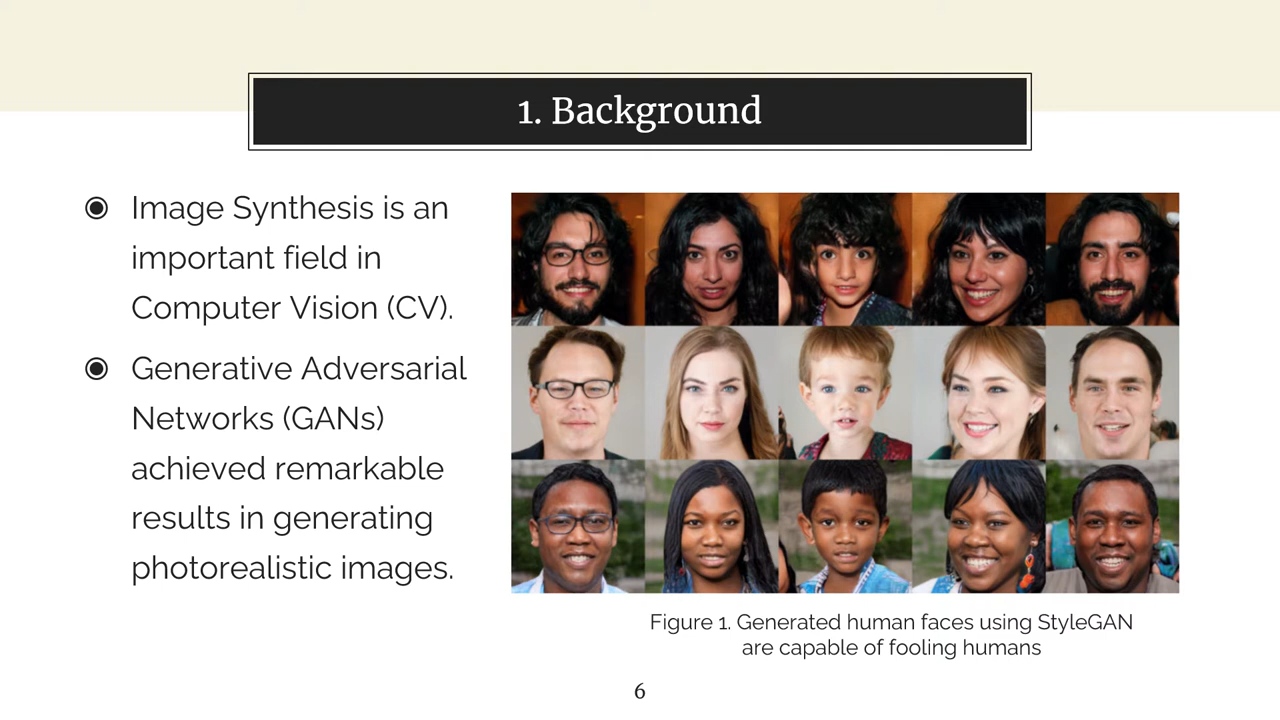 1. Background
Image Synthesis is an
important field in
Computer Vision (CV).
Generative Adversarial
Networks (GANs)
achieved remarkable
results in generating
photorealistic images.
Figure 1. Generated human faces using StyleGAN
are capable of fooling humans
6